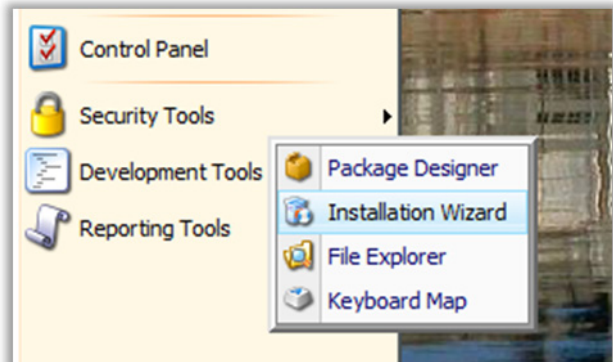 Control Panel
Security Tools
Development Tools
Reporting Tools
Package Designer
Installation Wizard
File Explorer
Keyboard Map